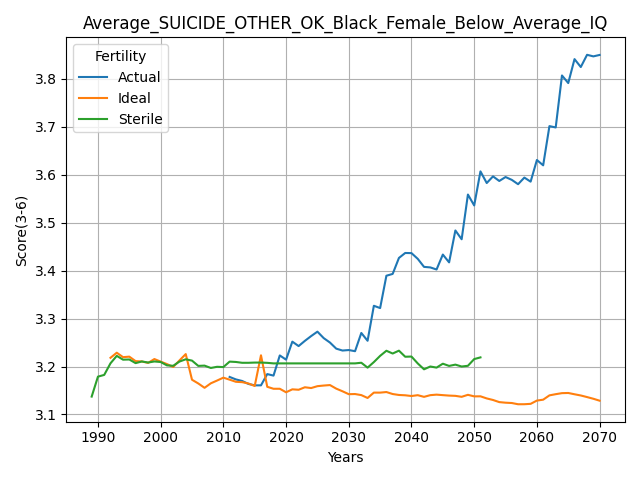 Average_SUICIDE_OTHER_OK_Black_Female_Below_Average_IQ
Fertility
Actual
Ideal
Sterile
Score(3-6)
3.8
3.7
3.6
3.5
3.4
3.3
3.2
3.1
1990 2000 2010 2020 2030 2040 2050 2060 2070
Years